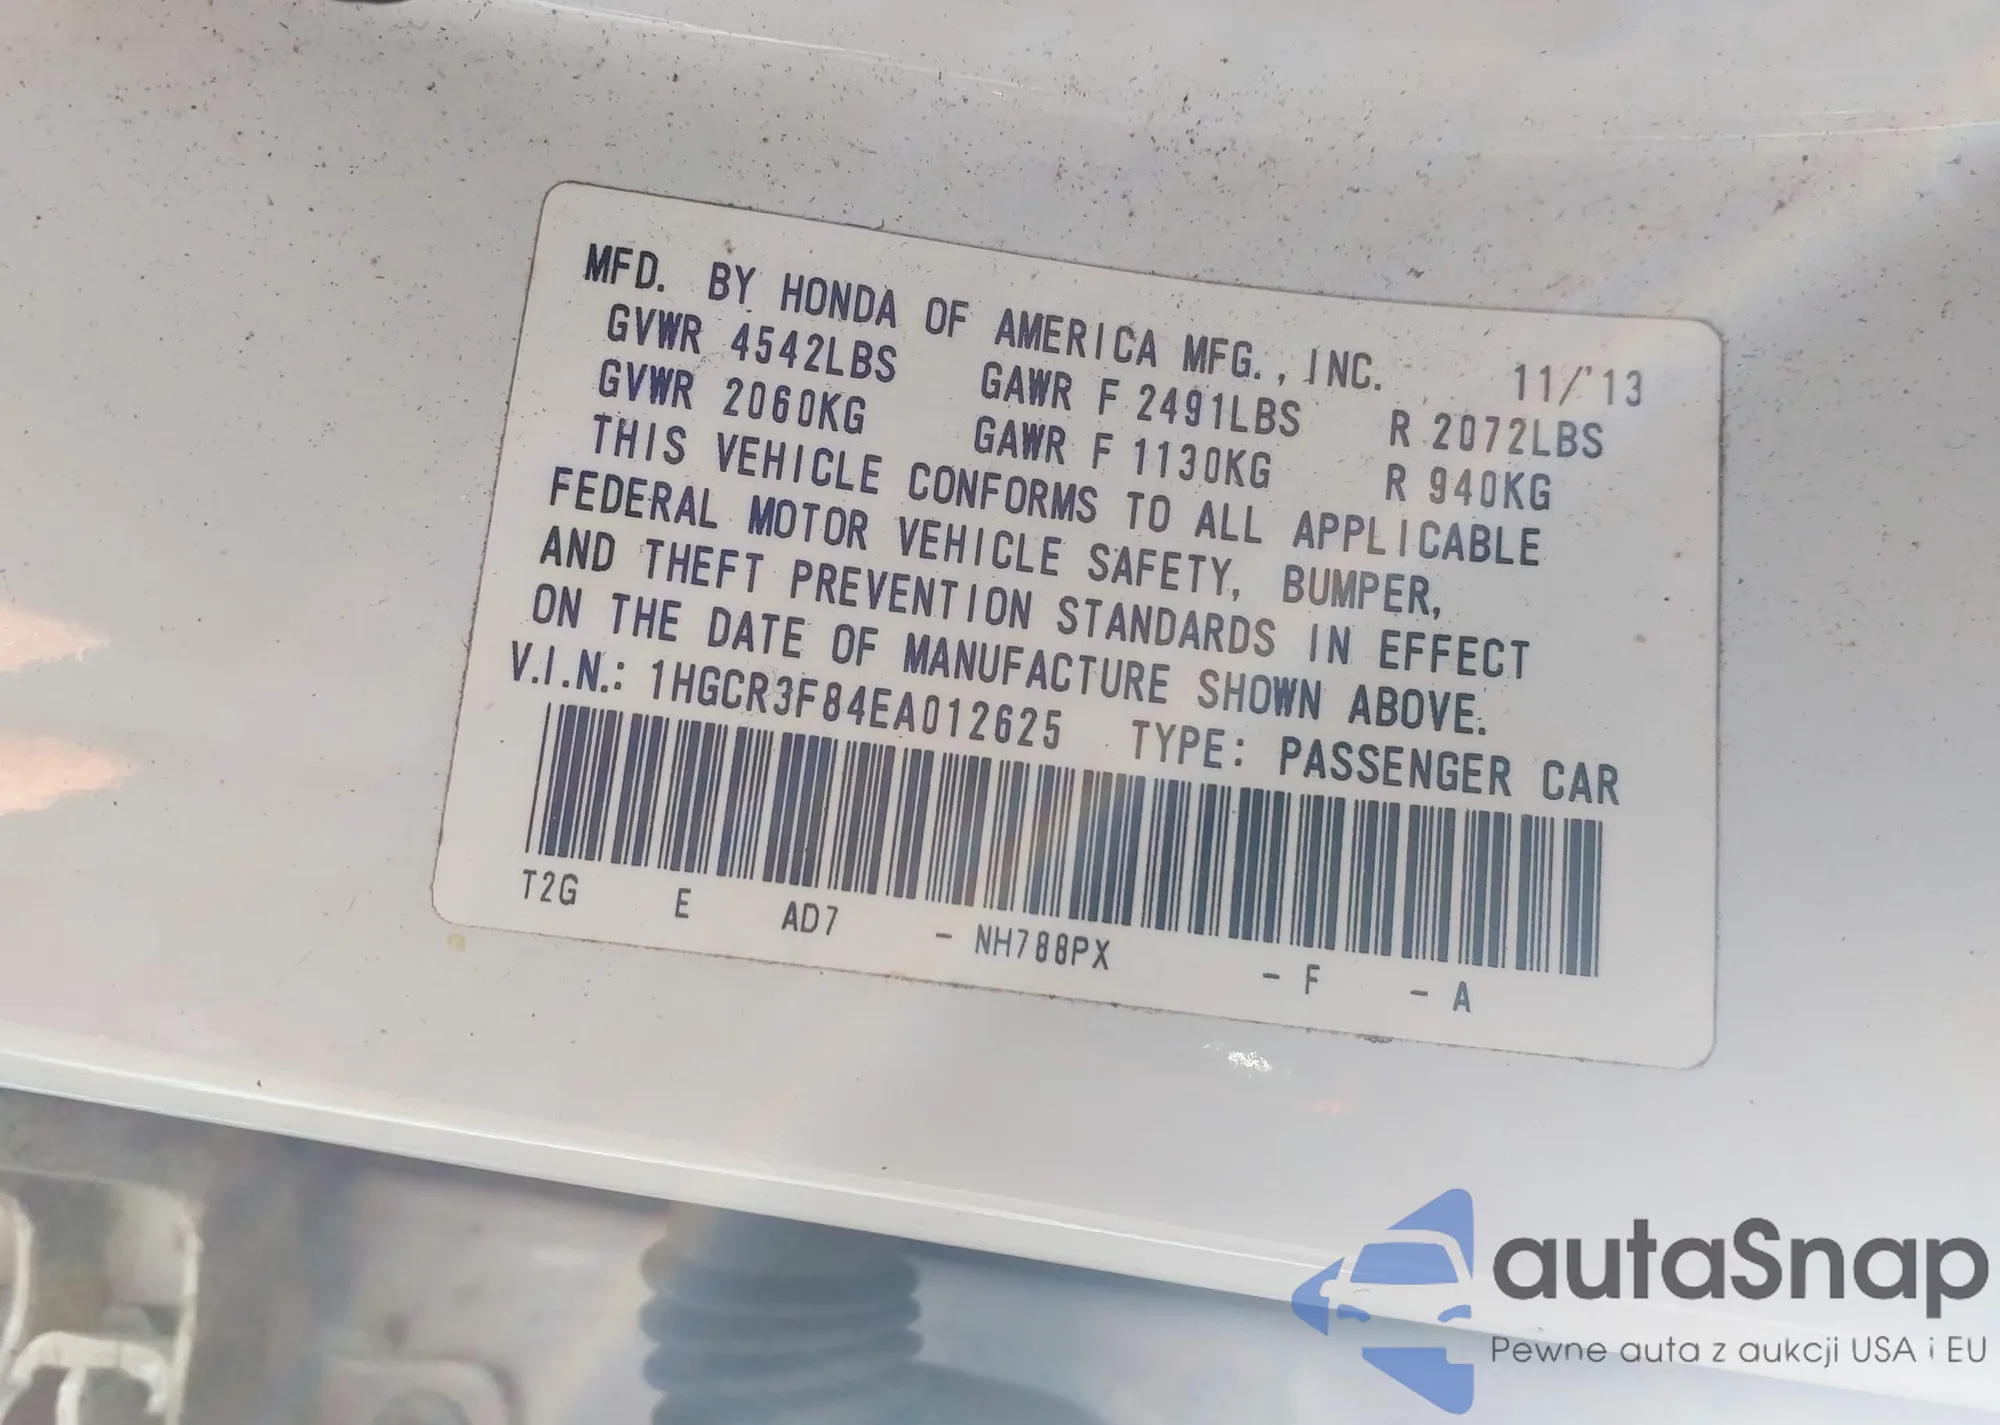 MFD. BY HONDA OF AMERICA MFG., INC. 11/'13
GVWR 4542LBS GAWR F 2491LBS R 2072LBS
GVWR 2060KG GAWR F 1130KG R 940KG
THIS VEHICLE CONFORMS TO ALL APPLICABLE
FEDERAL MOTOR VEHICLE SAFETY, BUMPER,
AND THEFT PREVENTION STANDARDS IN EFFECT
ON THE DATE OF MANUFACTURE SHOWN ABOVE.
V.I.N.: 1HGCR3F84EA012625 TYPE: PASSENGER CAR
T2G E AD7 - NH788PX - F - A
autaSnap
Pewne auta z aukcji USA i EU